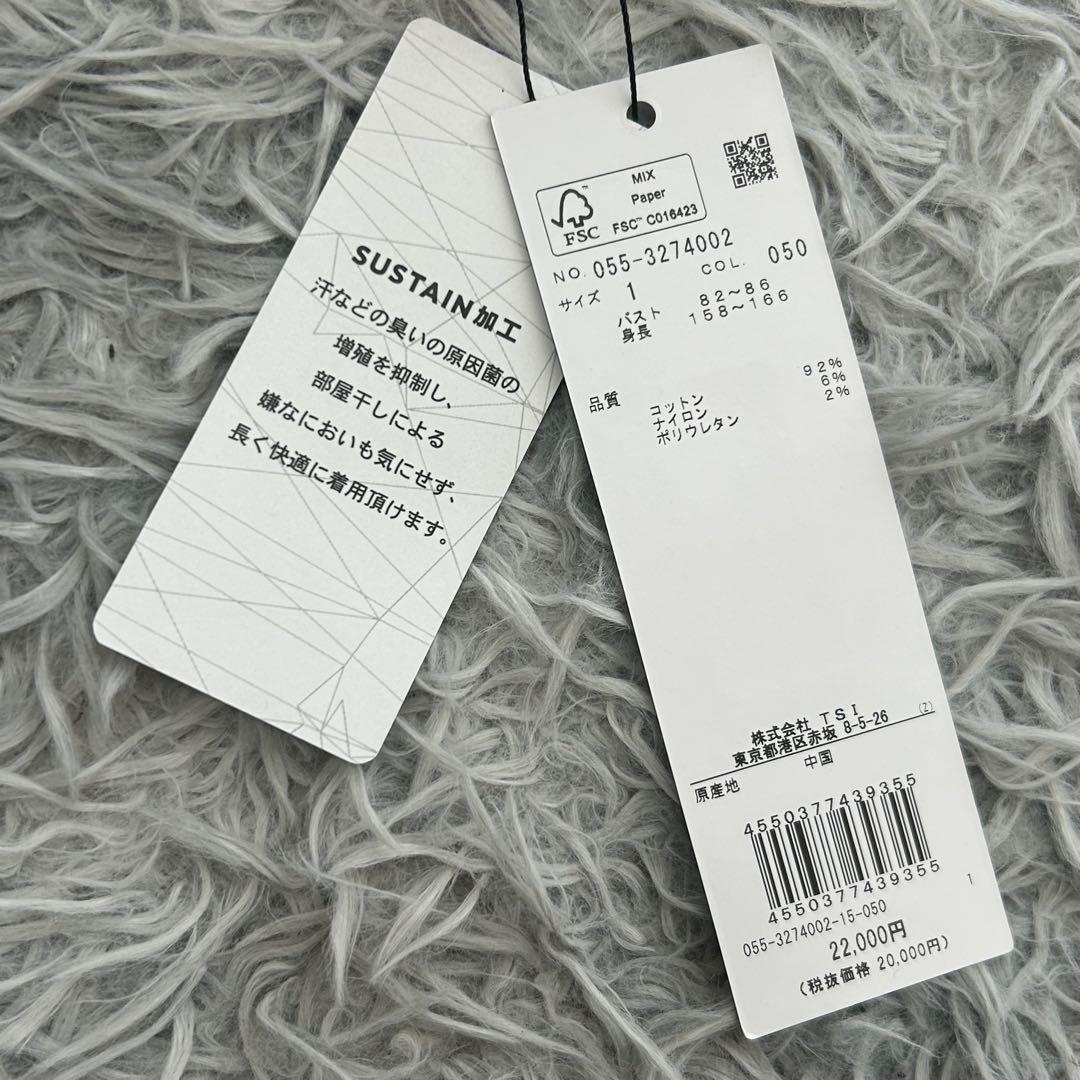 SUSTAIN加工
汗などの臭いの原因菌の
増殖を抑制し、
部屋干しによる
嫌なにおいも気にせず、
長く快適に着用頂けます。
FSC™
MIX
Paper
FSC™ C016423
NO. 055-3274002
COL. 050
サイズ 1
バスト 82～86
身長 158～166
品質 コットン 92%
ナイロン 6%
ポリウレタン 2%
株式会社 TSI
東京都港区赤坂 8-5-26 (Z)
原産地 中国
4550377439355
4550377439355
055-3274002-15-050 1
22,000円
(税抜価格 20,000円)